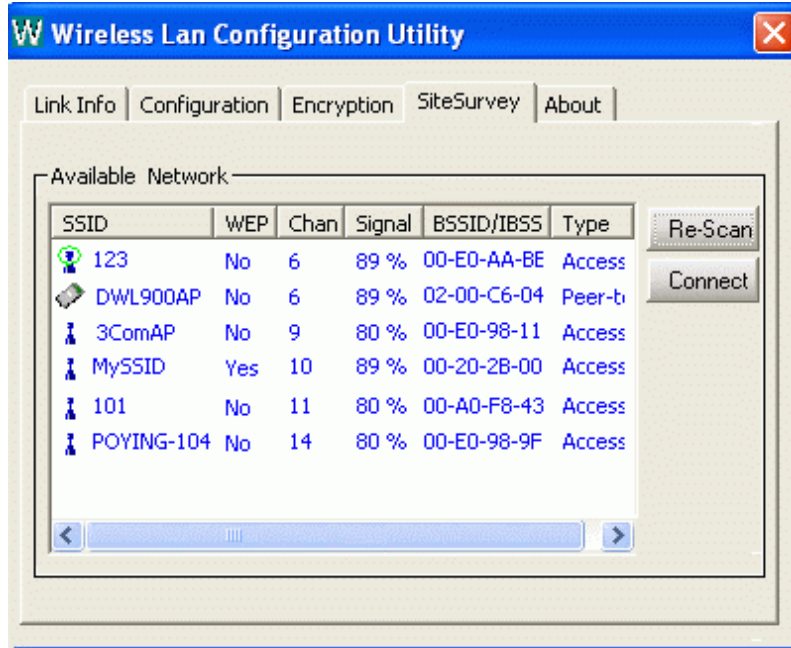 W Wireless Lan Configuration Utility
Link Info Configuration Encryption SiteSurvey About
Available Network
SSID WEP Chan Signal BSSID/IBSS Type
123 No 6 89 % 00-E0-AA-BE Access
DWL900AP No 6 89 % 02-00-C6-04 Peer-t
3ComAP No 9 80 % 00-E0-98-11 Access
MySSID Yes 10 89 % 00-20-2B-00 Access
101 No 11 80 % 00-A0-F8-43 Access
POYING-104 No 14 80 % 00-E0-98-9F Access
Re-Scan
Connect